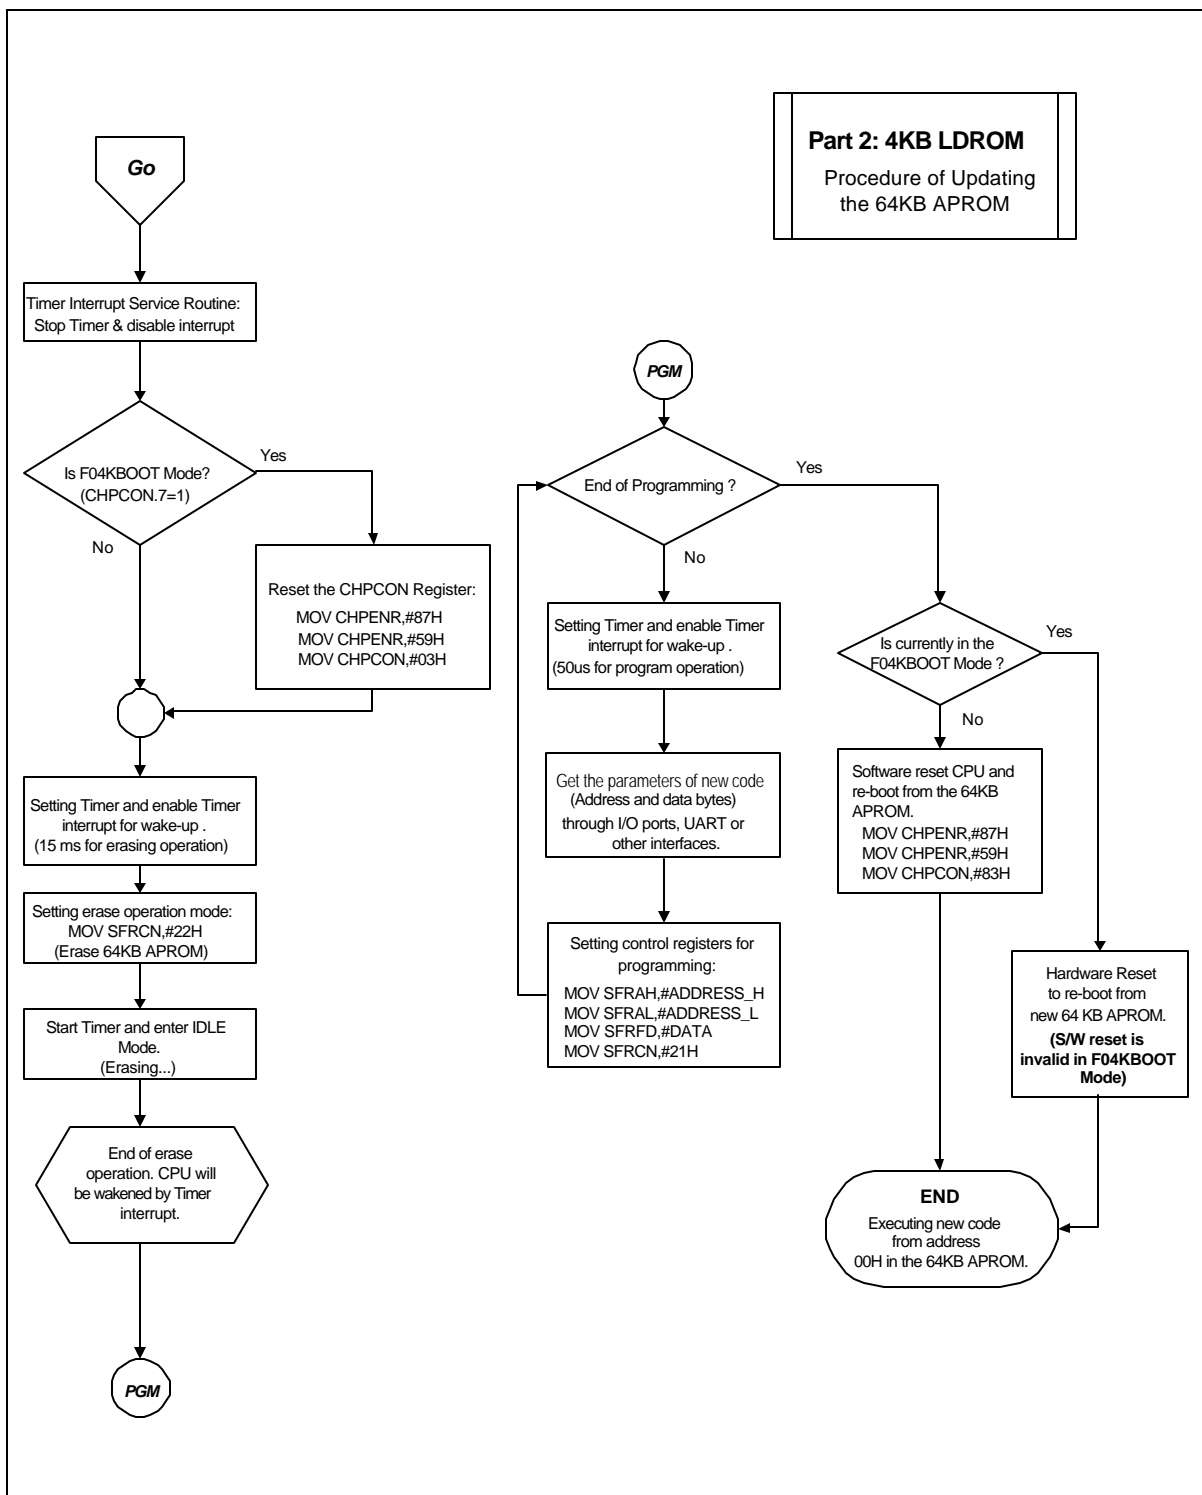 Part 2: 4KB LDROM
Procedure of Updating
the 64KB APROM
Go
Timer Interrupt Service Routine:
Stop Timer & disable interrupt
Is F04KBOOT Mode?
(CHPCON.7=1)
Yes
No
Reset the CHPCON Register:
MOV CHPENR,#87H
MOV CHPENR,#59H
MOV CHPCON,#03H
Setting Timer and enable Timer
interrupt for wake-up .
(15 ms for erasing operation)
Setting erase operation mode:
MOV SFRCN,#22H
(Erase 64KB APROM)
Start Timer and enter IDLE
Mode.
(Erasing...)
End of erase
operation. CPU will
be wakened by Timer
interrupt.
PGM
PGM
End of Programming ?
Yes
No
Setting Timer and enable Timer
interrupt for wake-up .
(50us for program operation)
Get the parameters of new code
(Address and data bytes)
through I/O ports, UART or
other interfaces.
Setting control registers for
programming:
MOV SFRAH,#ADDRESS_H
MOV SFRAL,#ADDRESS_L
MOV SFRFD,#DATA
MOV SFRCN,#21H
Is currently in the
F04KBOOT Mode ?
Yes
No
Software reset CPU and
re-boot from the 64KB
APROM.
MOV CHPENR,#87H
MOV CHPENR,#59H
MOV CHPCON,#83H
Hardware Reset
to re-boot from
new 64 KB APROM.
(S/W reset is
invalid in F04KBOOT
Mode)
END
Executing new code
from address
00H in the 64KB APROM.